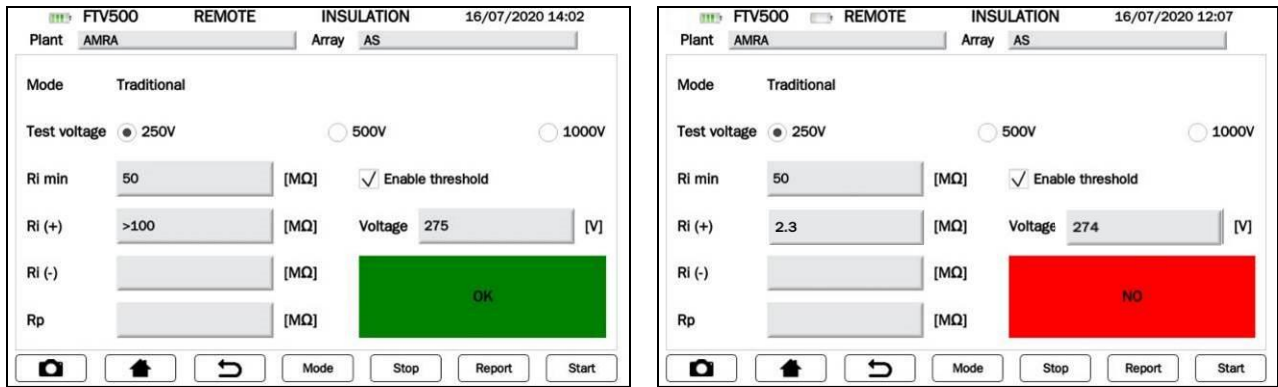 FTV500 REMOTE INSULATION 16/07/2020 14:02
Plant AMRA Array AS
Mode Traditional
Test voltage 250V 500V 1000V
Ri min 50 [MΩ] Enable threshold
Ri (+) >100 [MΩ] Voltage 275 [V]
Ri (-) [MΩ]
OK
Rp [MΩ]
Mode Stop Report Start
FTV500 REMOTE INSULATION 16/07/2020 12:07
Plant AMRA Array AS
Mode Traditional
Test voltage 250V 500V 1000V
Ri min 50 [MΩ] Enable threshold
Ri (+) 2.3 [MΩ] Voltage 274 [V]
Ri (-) [MΩ]
NO
Rp [MΩ]
Mode Stop Report Start